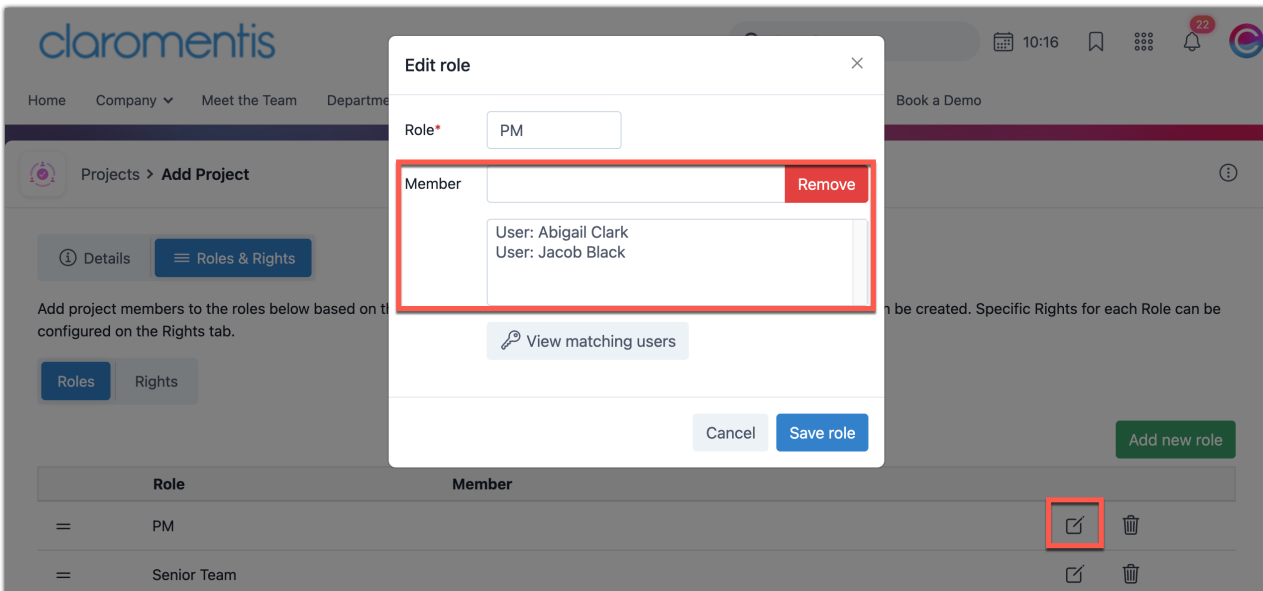 claromentis
10:16
22
Home Company Meet the Team Departme Book a Demo
Edit role
Role*
PM
Projects > Add Project
Member
Remove
User: Abigail Clark
User: Jacob Black
Details
Roles & Rights
Add project members to the roles below based on t n be created. Specific Rights for each Role can be
configured on the Rights tab.
View matching users
Roles
Rights
Cancel
Save role
Add new role
Role Member
PM
Senior Team